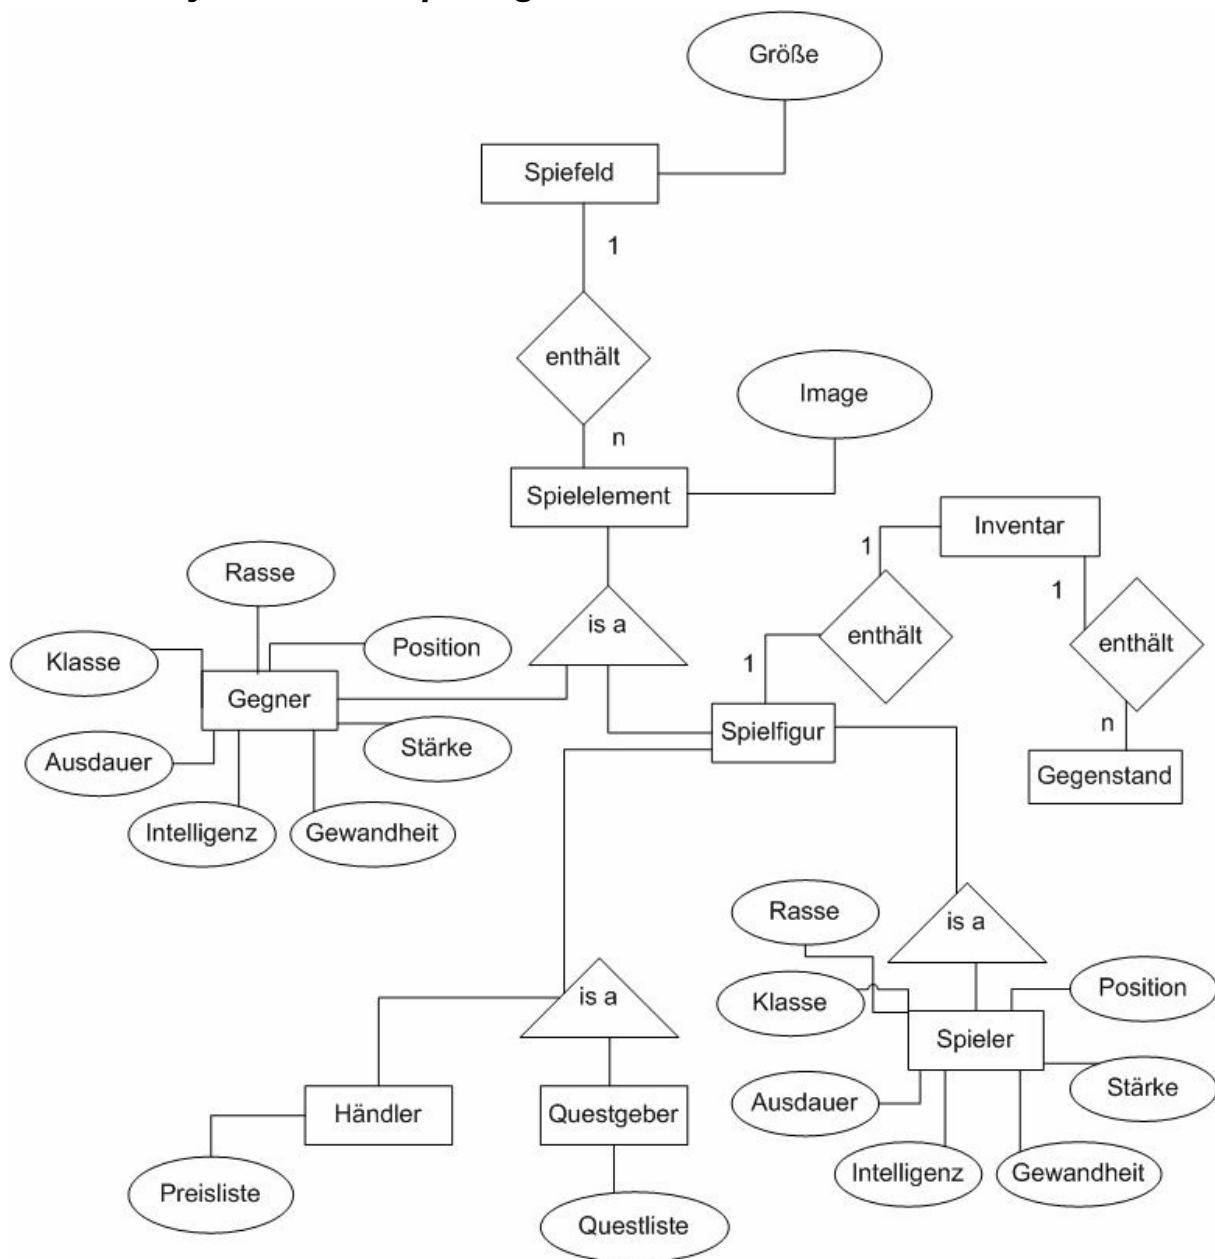 Größe
Spiefeld
1
enthält
Image
n
Spielelement
Inventar
1
Rasse
1
is a
enthält
enthält
Klasse
Position
1
Gegner
Spielfigur
n
Ausdauer
Stärke
Gegenstand
Intelligenz
Gewandheit
Rasse
is a
Klasse
Position
is a
Spieler
Händler
Questgeber
Ausdauer
Stärke
Intelligenz
Gewandheit
Preisliste
Questliste